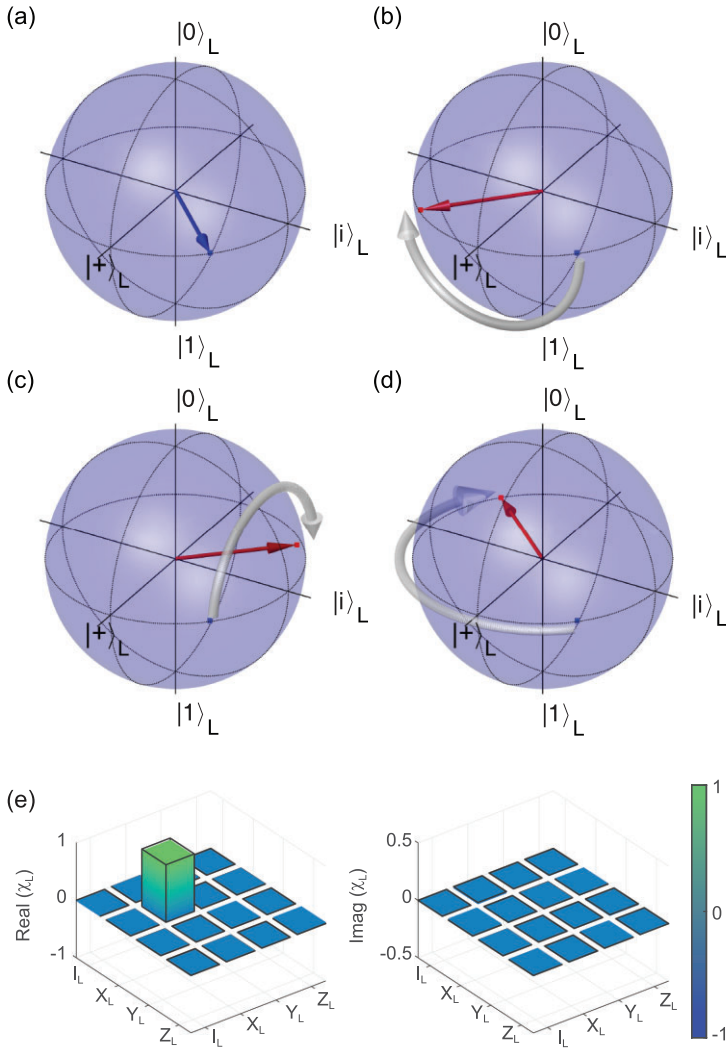 (a)
|0⟩L
|i⟩L
|+⟩L
|1⟩L
(b)
|0⟩L
|i⟩L
|+⟩L
|1⟩L
(c)
|0⟩L
|i⟩L
|+⟩L
|1⟩L
(d)
|0⟩L
|i⟩L
|+⟩L
|1⟩L
(e)
Real (χL)
1
0
-1
IL
XL
YL
ZL
IL
XL
YL
ZL
Imag (χL)
0.5
0
-0.5
IL
XL
YL
ZL
IL
XL
YL
ZL
1
0
-1